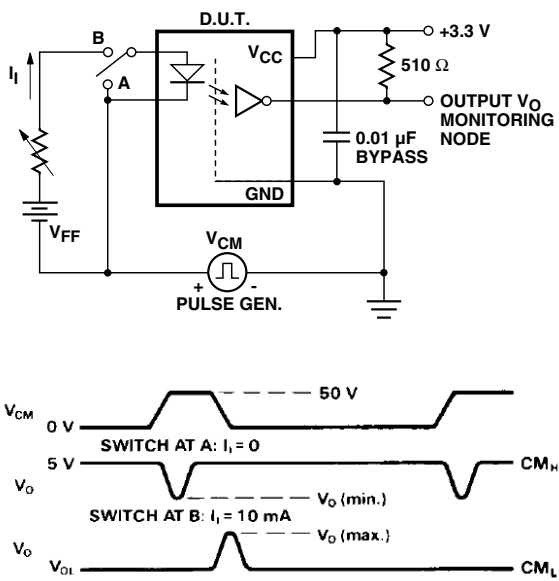 D.U.T.
B
A
I_I
V_CC
+3.3 V
510 Ω
OUTPUT V_O
MONITORING
NODE
0.01 µF
BYPASS
GND
V_FF
V_CM
+ -
PULSE GEN.
V_CM
50 V
0 V
SWITCH AT A: I_I = 0
5 V
CM_H
V_O
V_O (min.)
SWITCH AT B: I_I = 10 mA
V_O (max.)
V_O
V_OL
CM_L